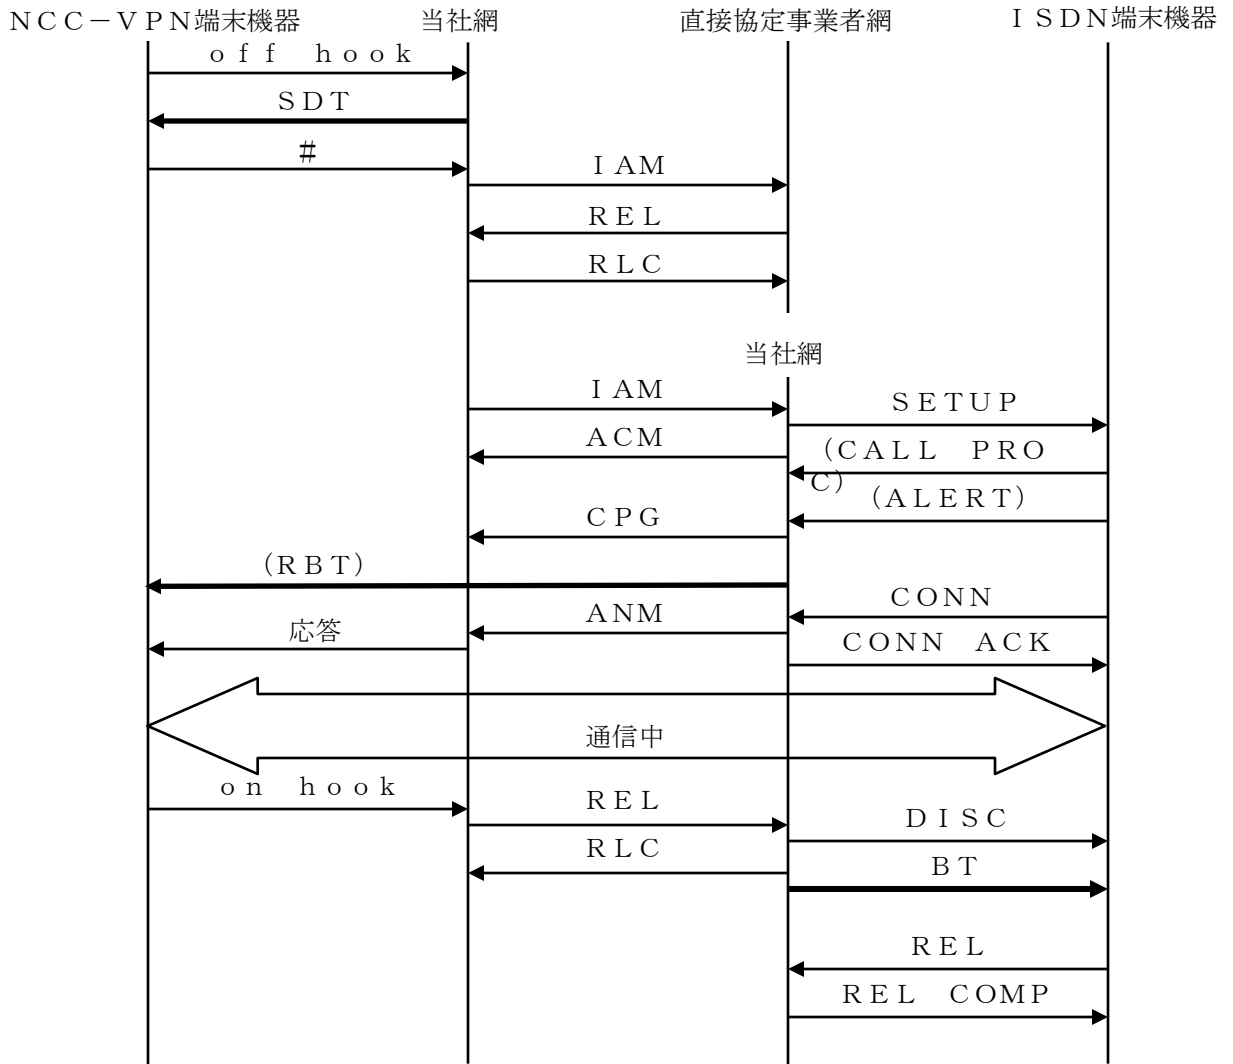 ＮＣＣ－ＶＰＮ端末機器
当社網
直接協定事業者網
ＩＳＤＮ端末機器
ｏｆｆ　ｈｏｏｋ
ＳＤＴ
＃
ＩＡＭ
ＲＥＬ
ＲＬＣ
当社網
ＩＡＭ
ＳＥＴＵＰ
ＡＣＭ
（ＣＡＬＬ　ＰＲＯ
Ｃ）
（ＡＬＥＲＴ）
ＣＰＧ
（ＲＢＴ）
ＣＯＮＮ
ＡＮＭ
応答
ＣＯＮＮ　ＡＣＫ
通信中
ｏｎ　ｈｏｏｋ
ＲＥＬ
ＤＩＳＣ
ＲＬＣ
ＢＴ
ＲＥＬ
ＲＥＬ　ＣＯＭＰ